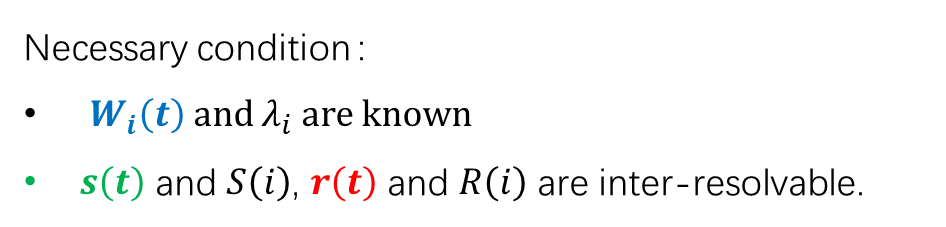 Necessary condition:
• W_i(t) and λ_i are known
• s(t) and S(i), r(t) and R(i) are inter-resolvable.